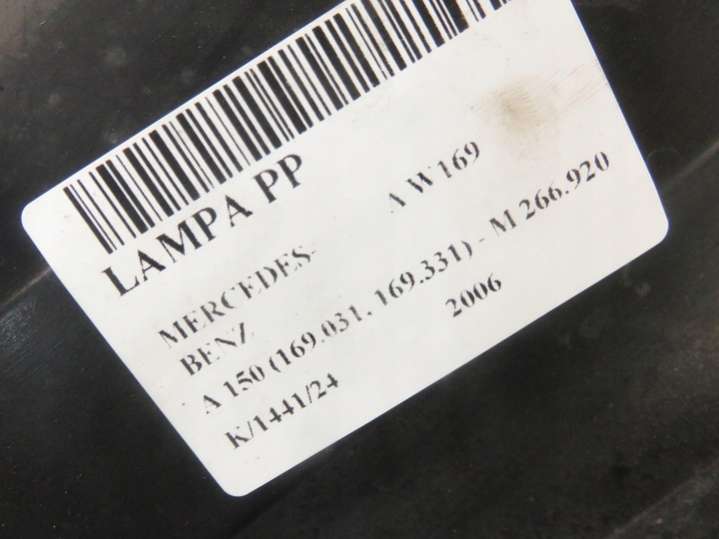 LAMPA PP
MERCEDES- A W169
BENZ
A 150 (169.031, 169.331) - M 266.920
2006
K/1441/24